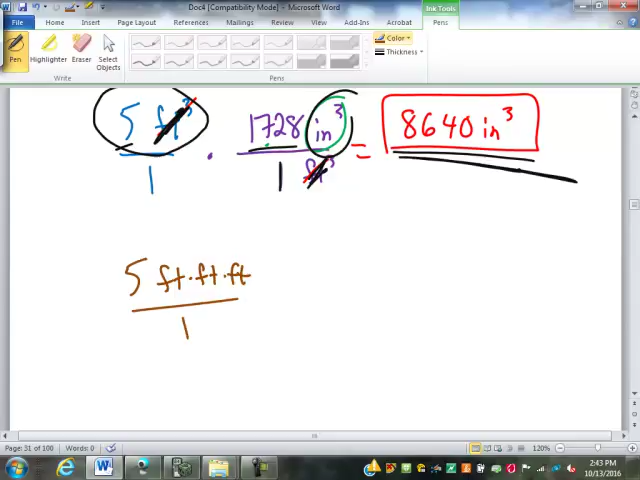 Doc4 [Compatibility Mode] - Microsoft Word
Ink Tools
File Home Insert Page Layout References Mailings Review View Add-Ins Acrobat Pens
Pen Highlighter Eraser Select Objects
Color
Thickness
Write Pens
5 ft³ · 1728 in³ = 8640 in³
1 1 ft³
5 ft·ft·ft
1
Page: 31 of 100 Words: 0 120%
2:43 PM
10/13/2016